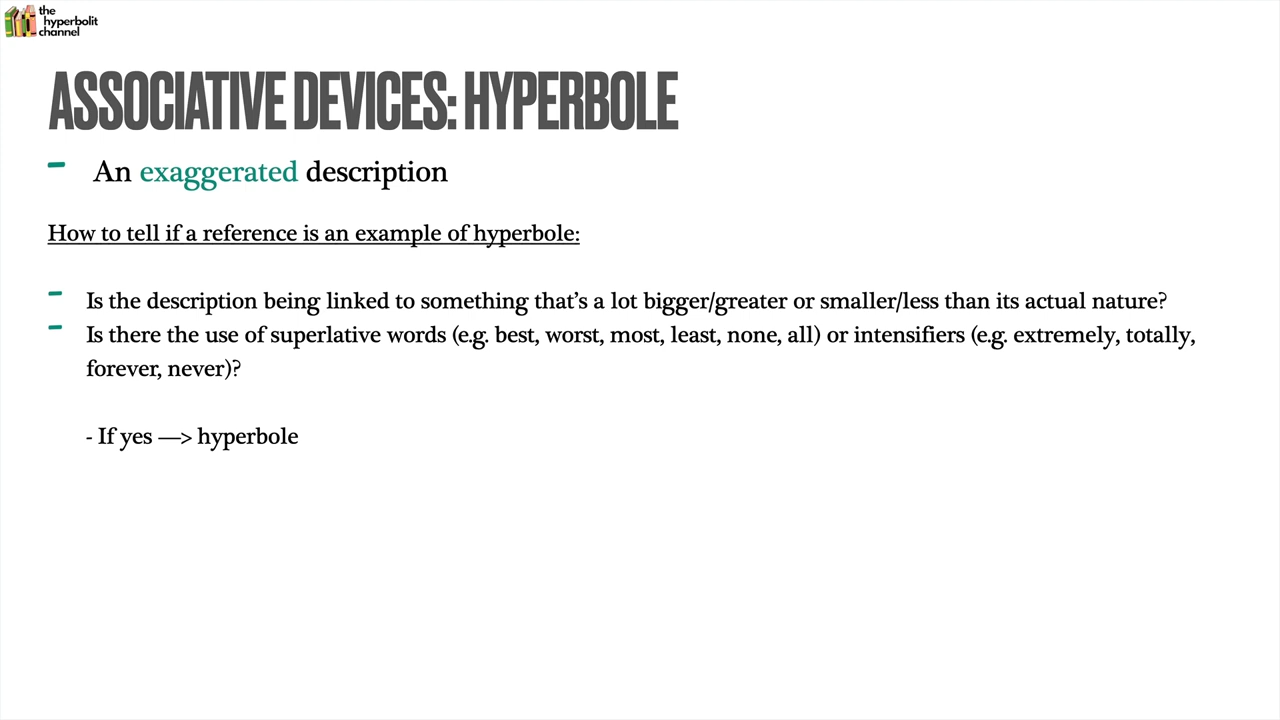 the
hyperbolit
channel
ASSOCIATIVE DEVICES: HYPERBOLE
- An exaggerated description
How to tell if a reference is an example of hyperbole:
- Is the description being linked to something that’s a lot bigger/greater or smaller/less than its actual nature?
- Is there the use of superlative words (e.g. best, worst, most, least, none, all) or intensifiers (e.g. extremely, totally,
forever, never)?
- If yes —> hyperbole